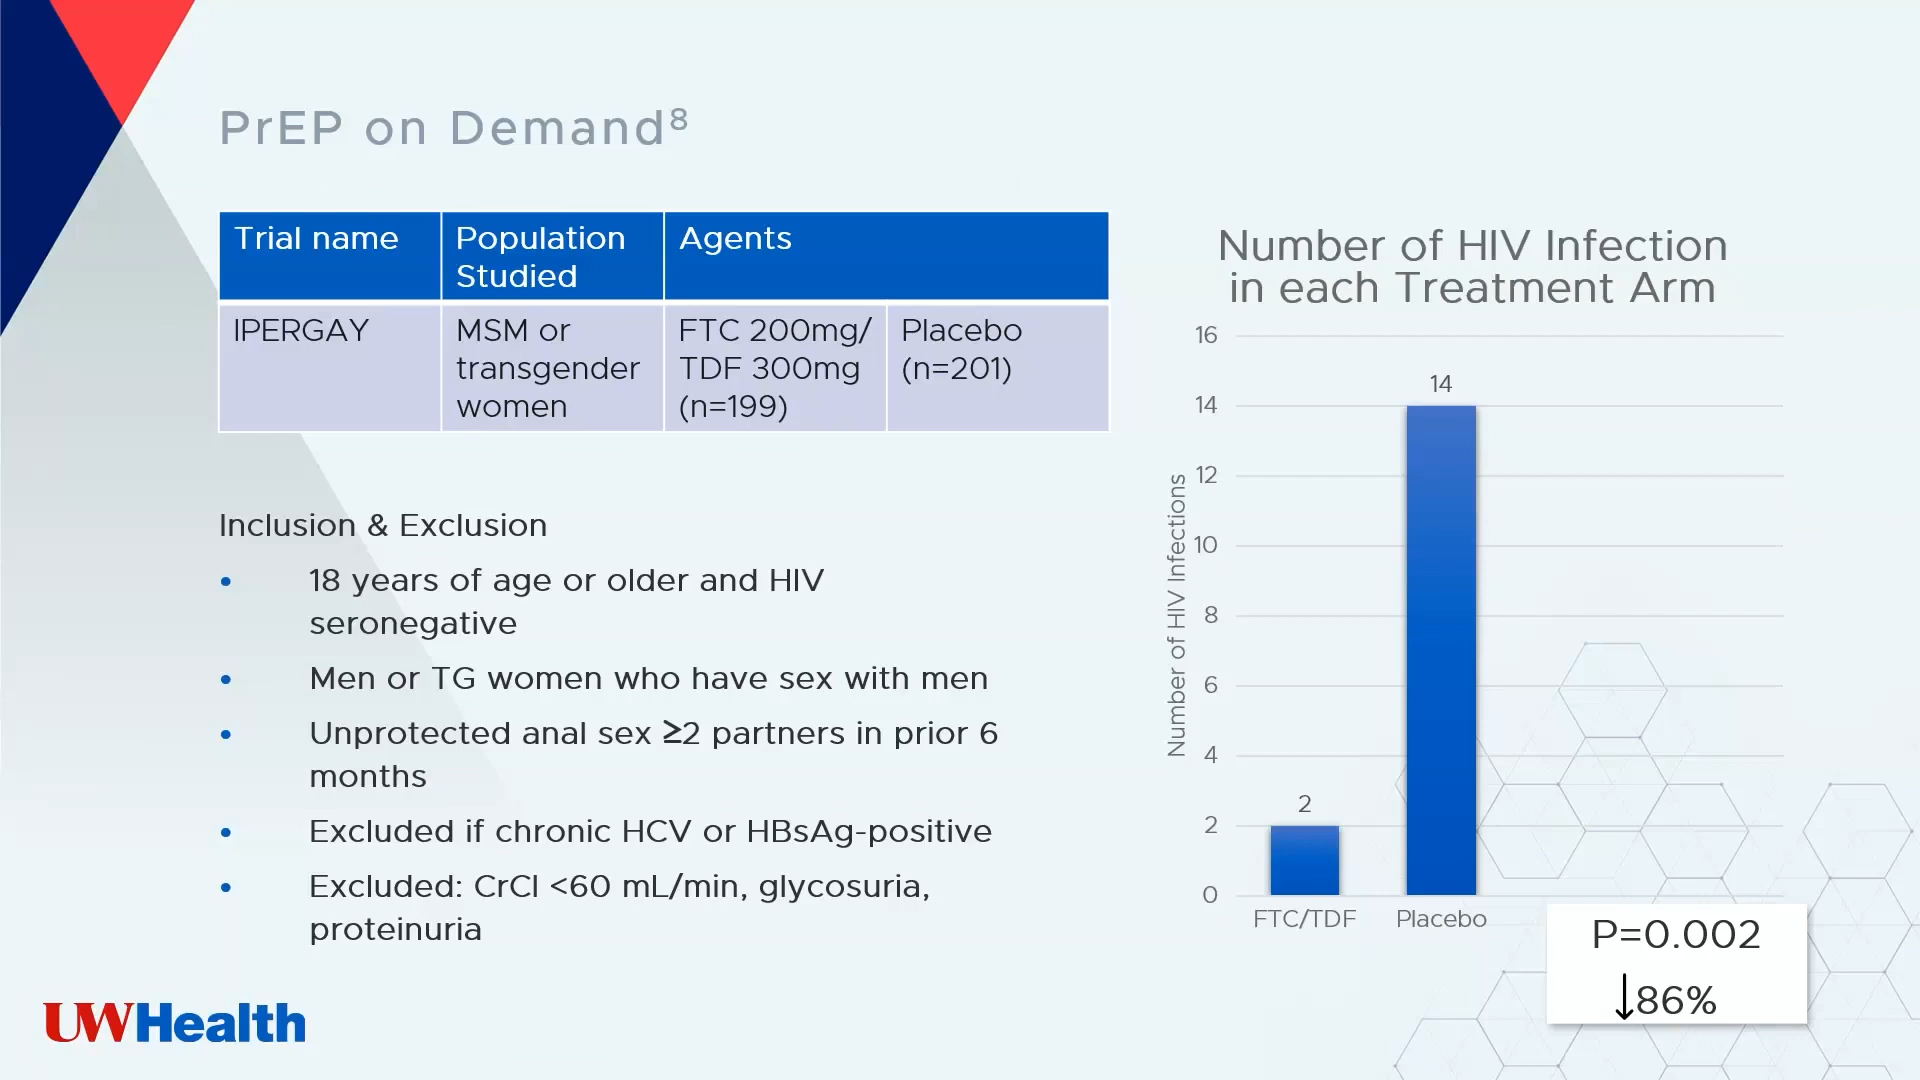 PrEP on Demand⁸
Trial name
Population
Studied
Agents
IPERGAY
MSM or
transgender
women
FTC 200mg/
TDF 300mg
(n=199)
Placebo
(n=201)
Inclusion & Exclusion
• 18 years of age or older and HIV
seronegative
• Men or TG women who have sex with men
• Unprotected anal sex ≥2 partners in prior 6
months
• Excluded if chronic HCV or HBsAg-positive
• Excluded: CrCl <60 mL/min, glycosuria,
proteinuria
Number of HIV Infection
in each Treatment Arm
Number of HIV Infections
16
14
12
10
8
6
4
2
0
2
14
FTC/TDF
Placebo
P=0.002
↓86%
UWHealth